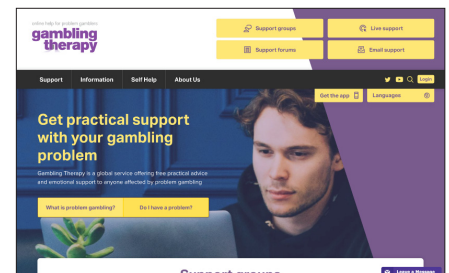 online help for problem gamblers
gambling
therapy
Support groups
Live support
Support forums
Email support
Support Information Self Help About Us
Login
Get the app
Languages
Get practical support
with your gambling
problem
Gambling Therapy is a global service offering free practical advice
and emotional support to anyone affected by problem gambling
What is problem gambling?
Do I have a problem?
Support groups
Leave a Message